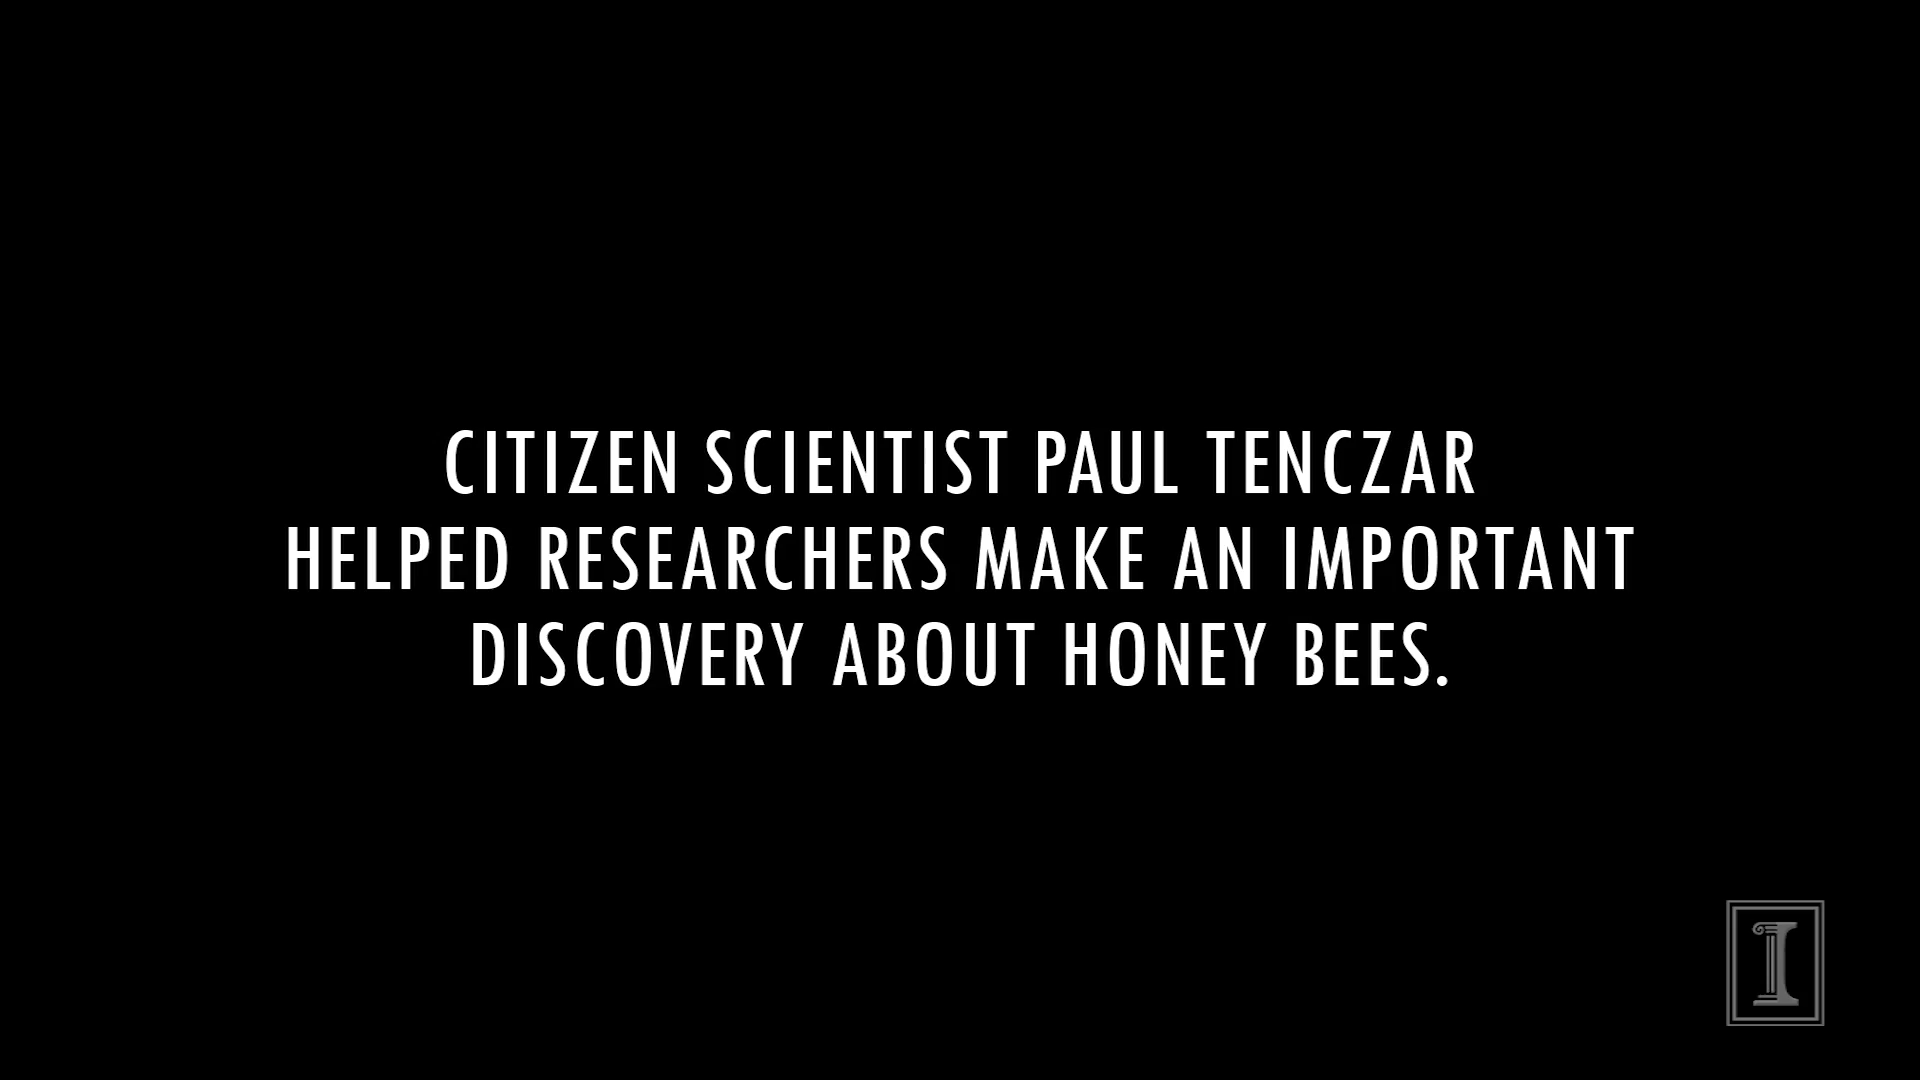 CITIZEN SCIENTIST PAUL TENCZAR
HELPED RESEARCHERS MAKE AN IMPORTANT
DISCOVERY ABOUT HONEY BEES.
I